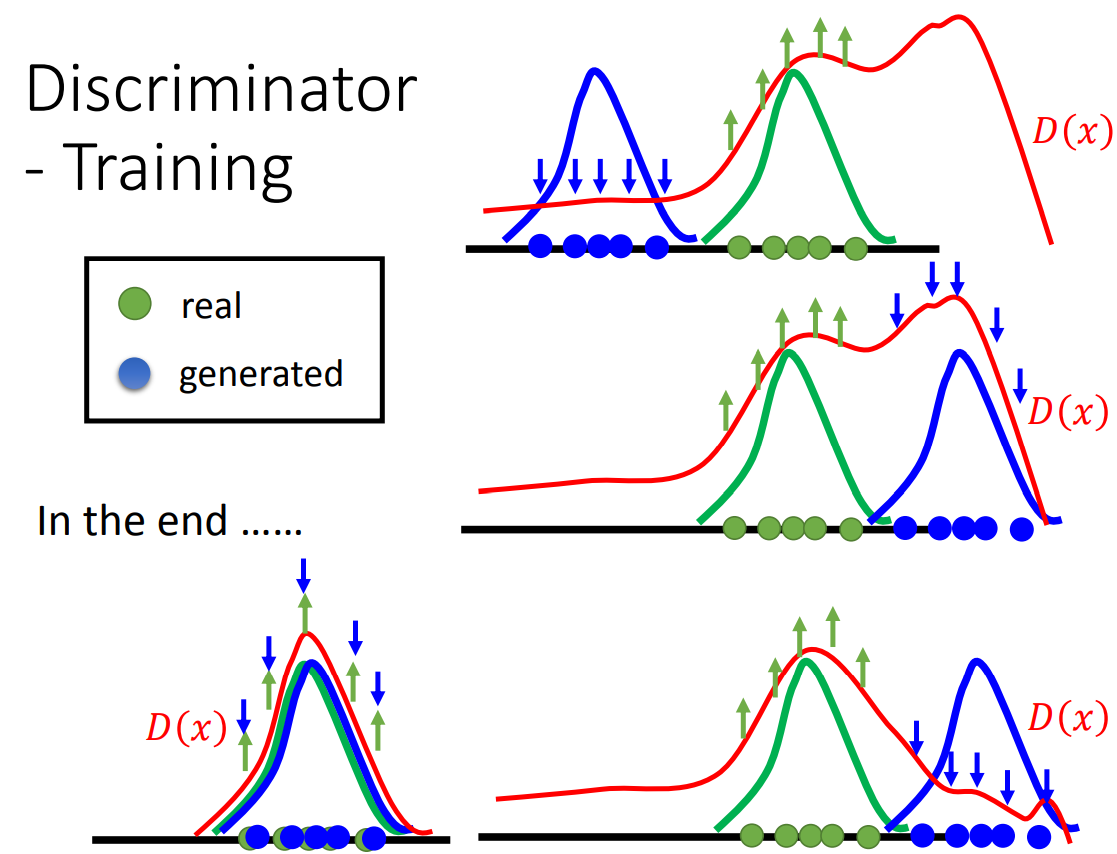 Discriminator
- Training
real
generated
In the end ……
D(x)
D(x)
D(x)
D(x)